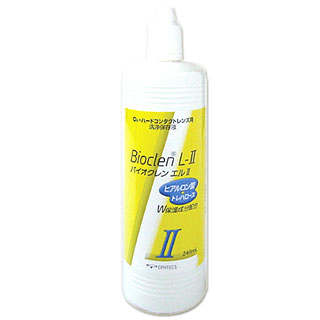 O₂・ハードコンタクトレンズ用
洗浄保存液
Bioclen® L-II
バイオクレン エル II
ヒアルロン酸
トレハロース
W保湿成分配合
II
240mL
OPHTECS